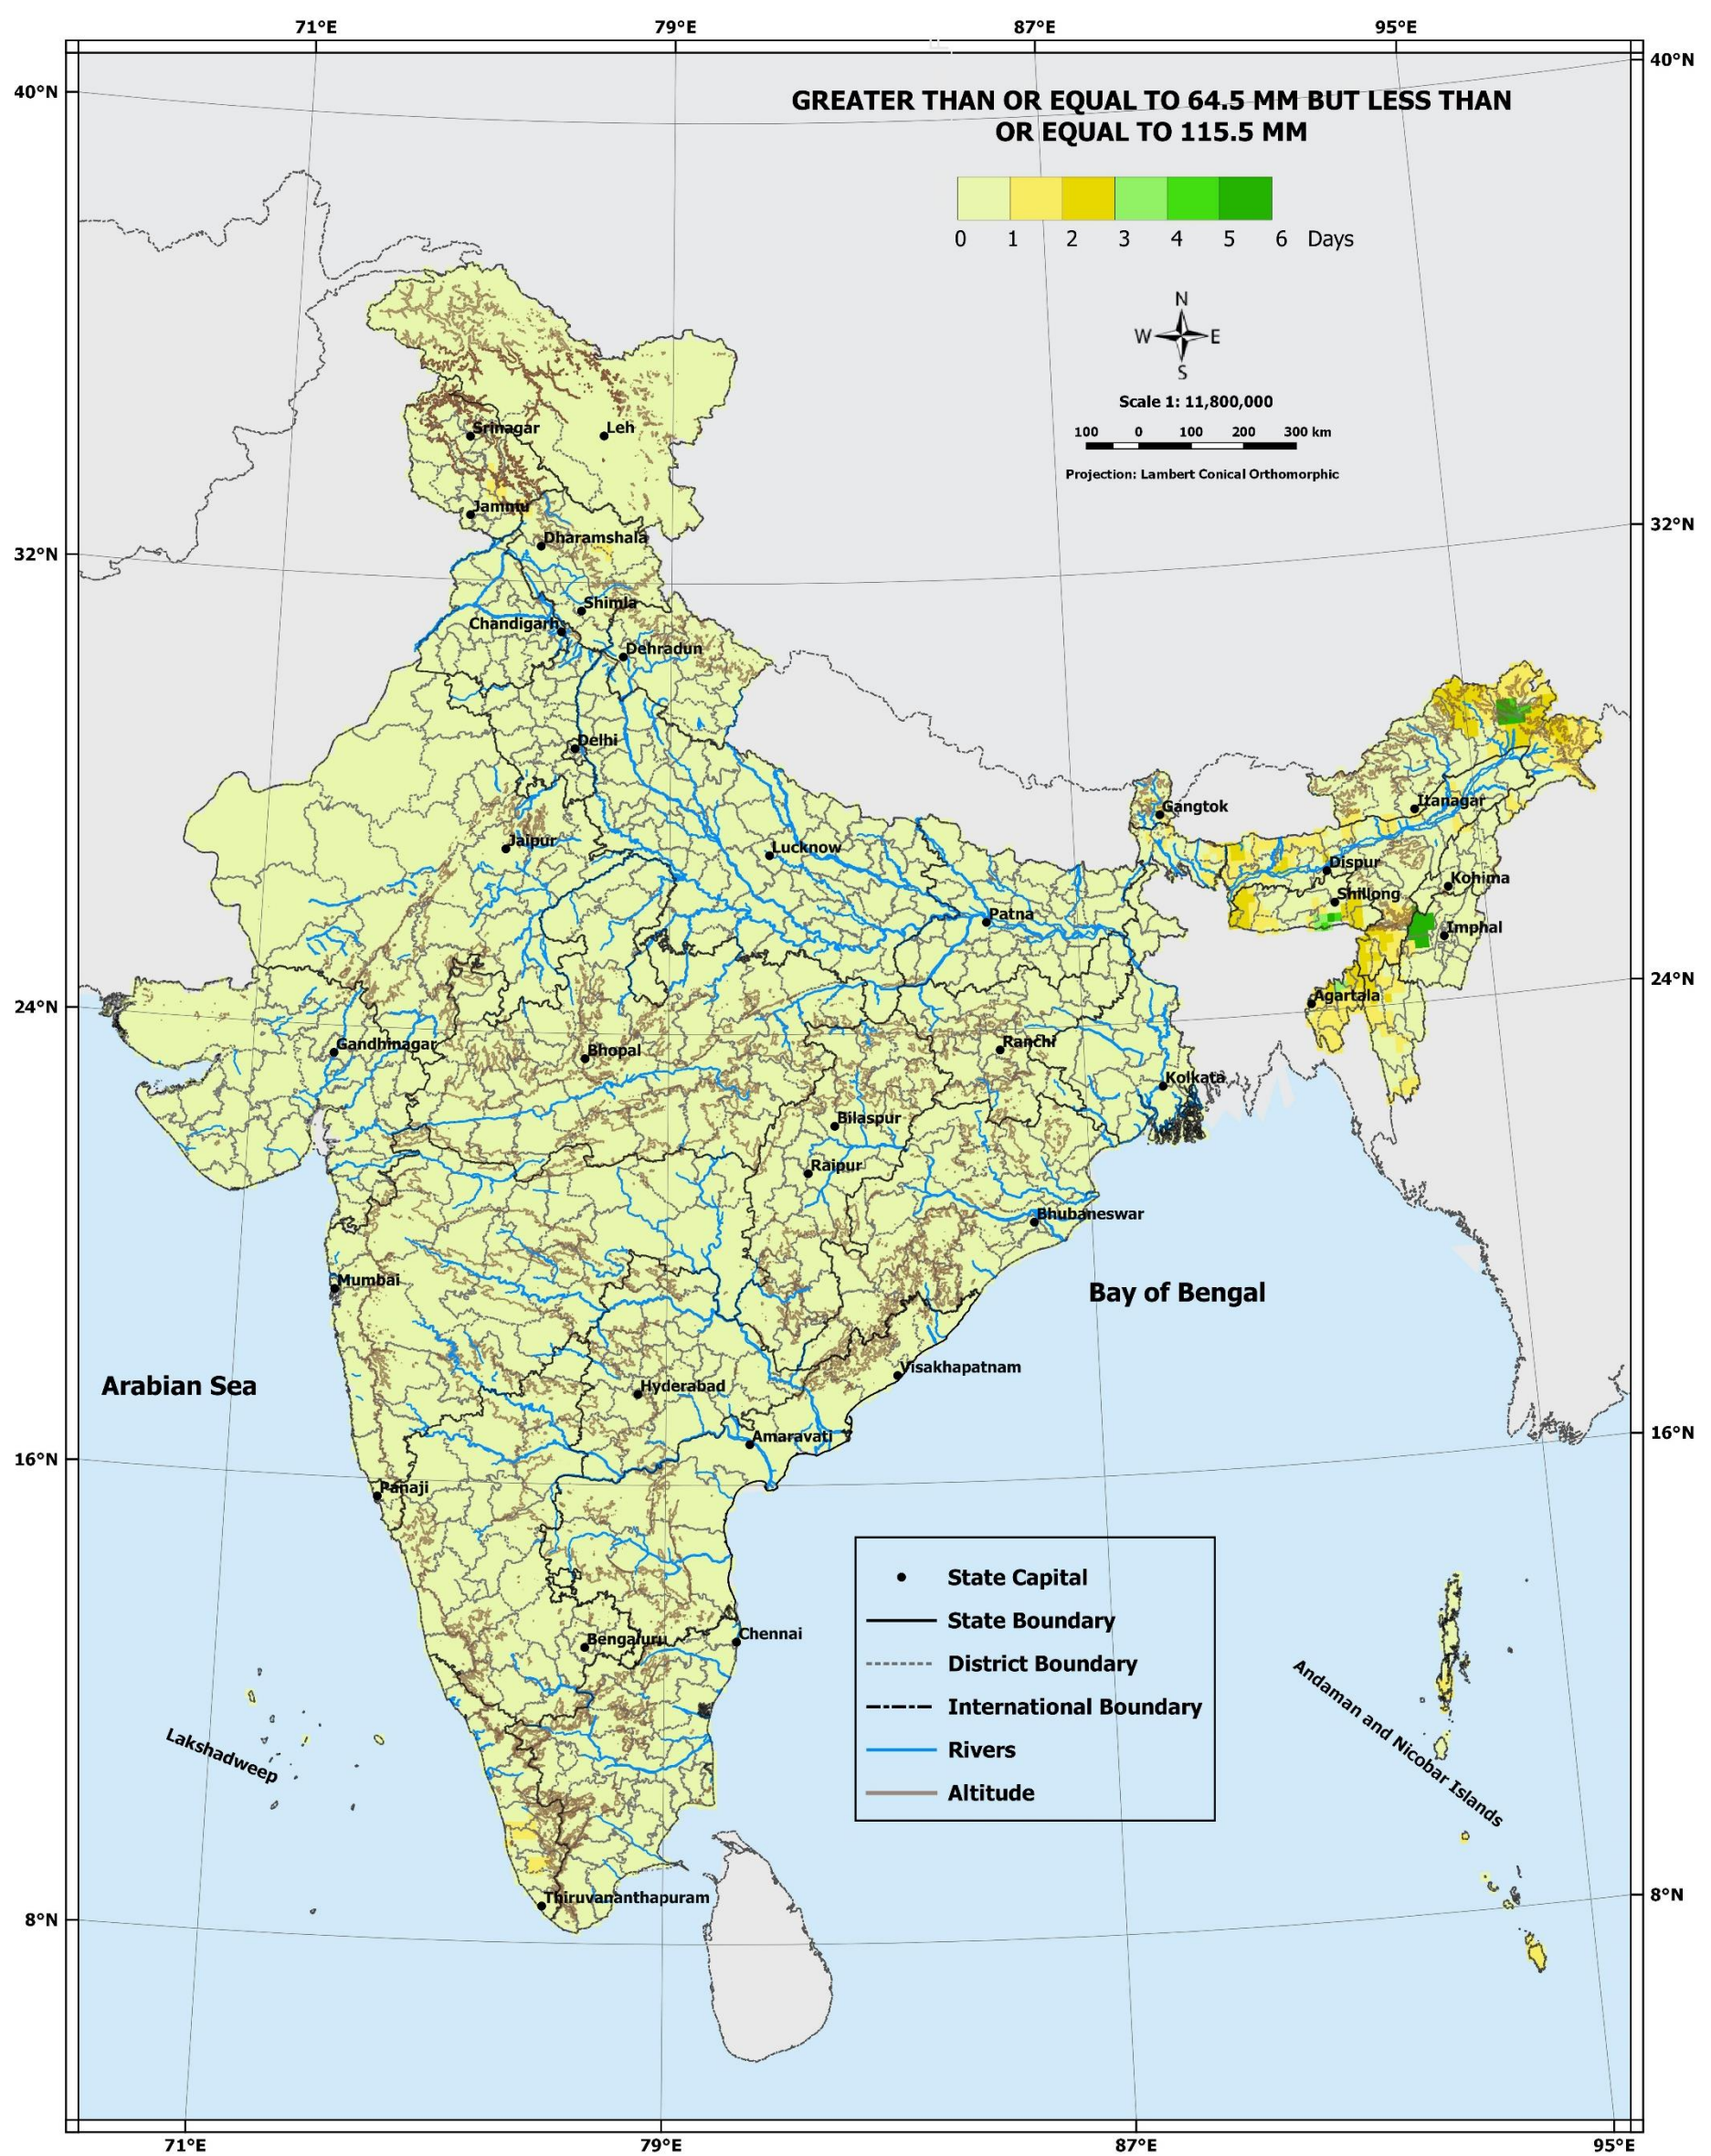 71°E 79°E 87°E 95°E
40°N
40°N
GREATER THAN OR EQUAL TO 64.5 MM BUT LESS THAN
OR EQUAL TO 115.5 MM
0 1 2 3 4 5 6 Days
N
W E
S
Scale 1: 11,800,000
100 0 100 200 300 km
Projection: Lambert Conical Orthomorphic
Srinagar
Leh
Jammu
32°N
Dharamshala
32°N
Shimla
Chandigarh
Dehradun
Delhi
Gangtok
Itanagar
Jaipur
Lucknow
Dispur
Kohima
Shillong
Patna
Imphal
24°N
Agartala
24°N
Gandhinagar
Bhopal
Ranchi
Kolkata
Bilaspur
Raipur
Bhubaneswar
Mumbai
Bay of Bengal
Visakhapatnam
Arabian Sea
Hyderabad
Amaravati
16°N
16°N
Panaji
State Capital
State Boundary
Bengaluru
Chennai
District Boundary
International Boundary
Andaman and Nicobar Islands
Lakshadweep
Rivers
Altitude
Thiruvananthapuram
8°N
8°N
71°E 79°E 87°E 95°E